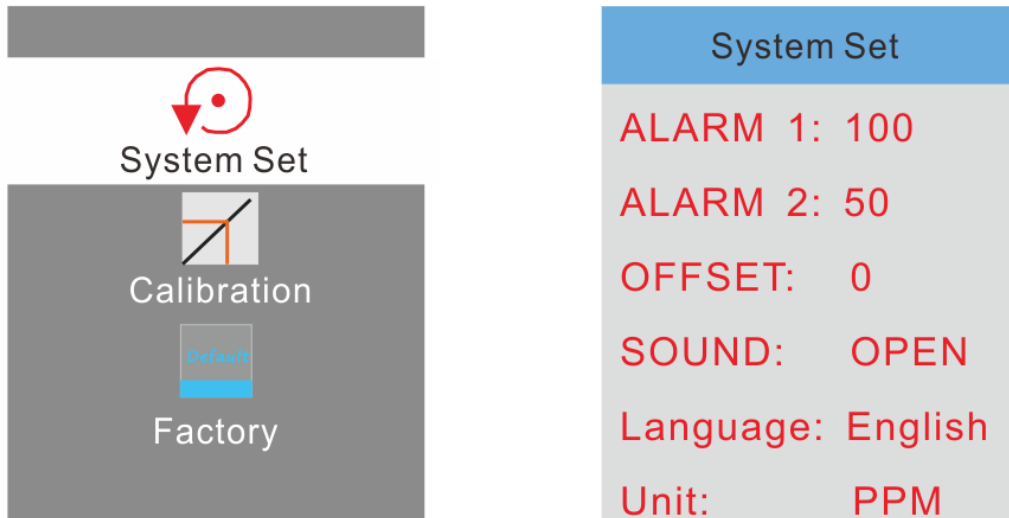 System Set
Calibration
Default
Factory
System Set
ALARM 1: 100
ALARM 2: 50
OFFSET: 0
SOUND: OPEN
Language: English
Unit: PPM